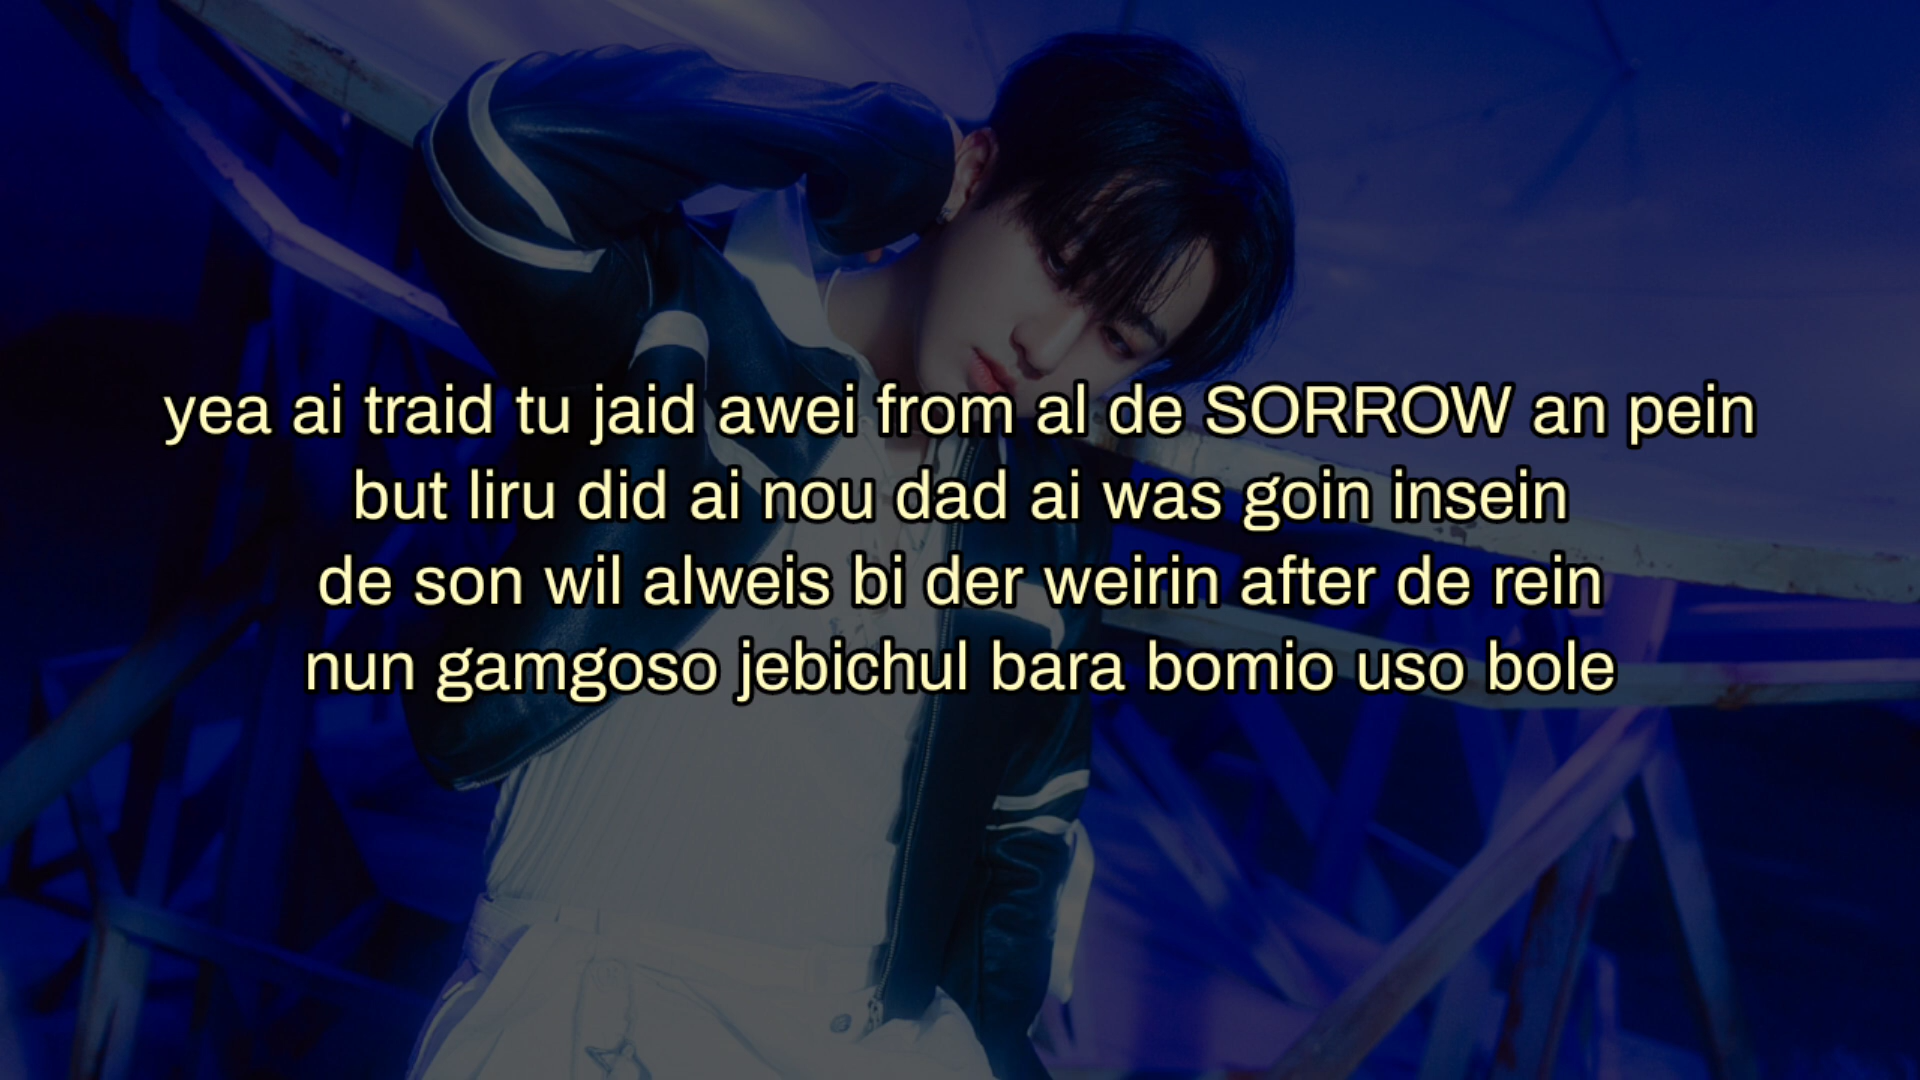 yea ai traid tu jaid awei from al de SORROW an pein
but liru did ai nou dad ai was goin insein
de son wil alweis bi der weirin after de rein
nun gamgoso jebichul bara bomio uso bole